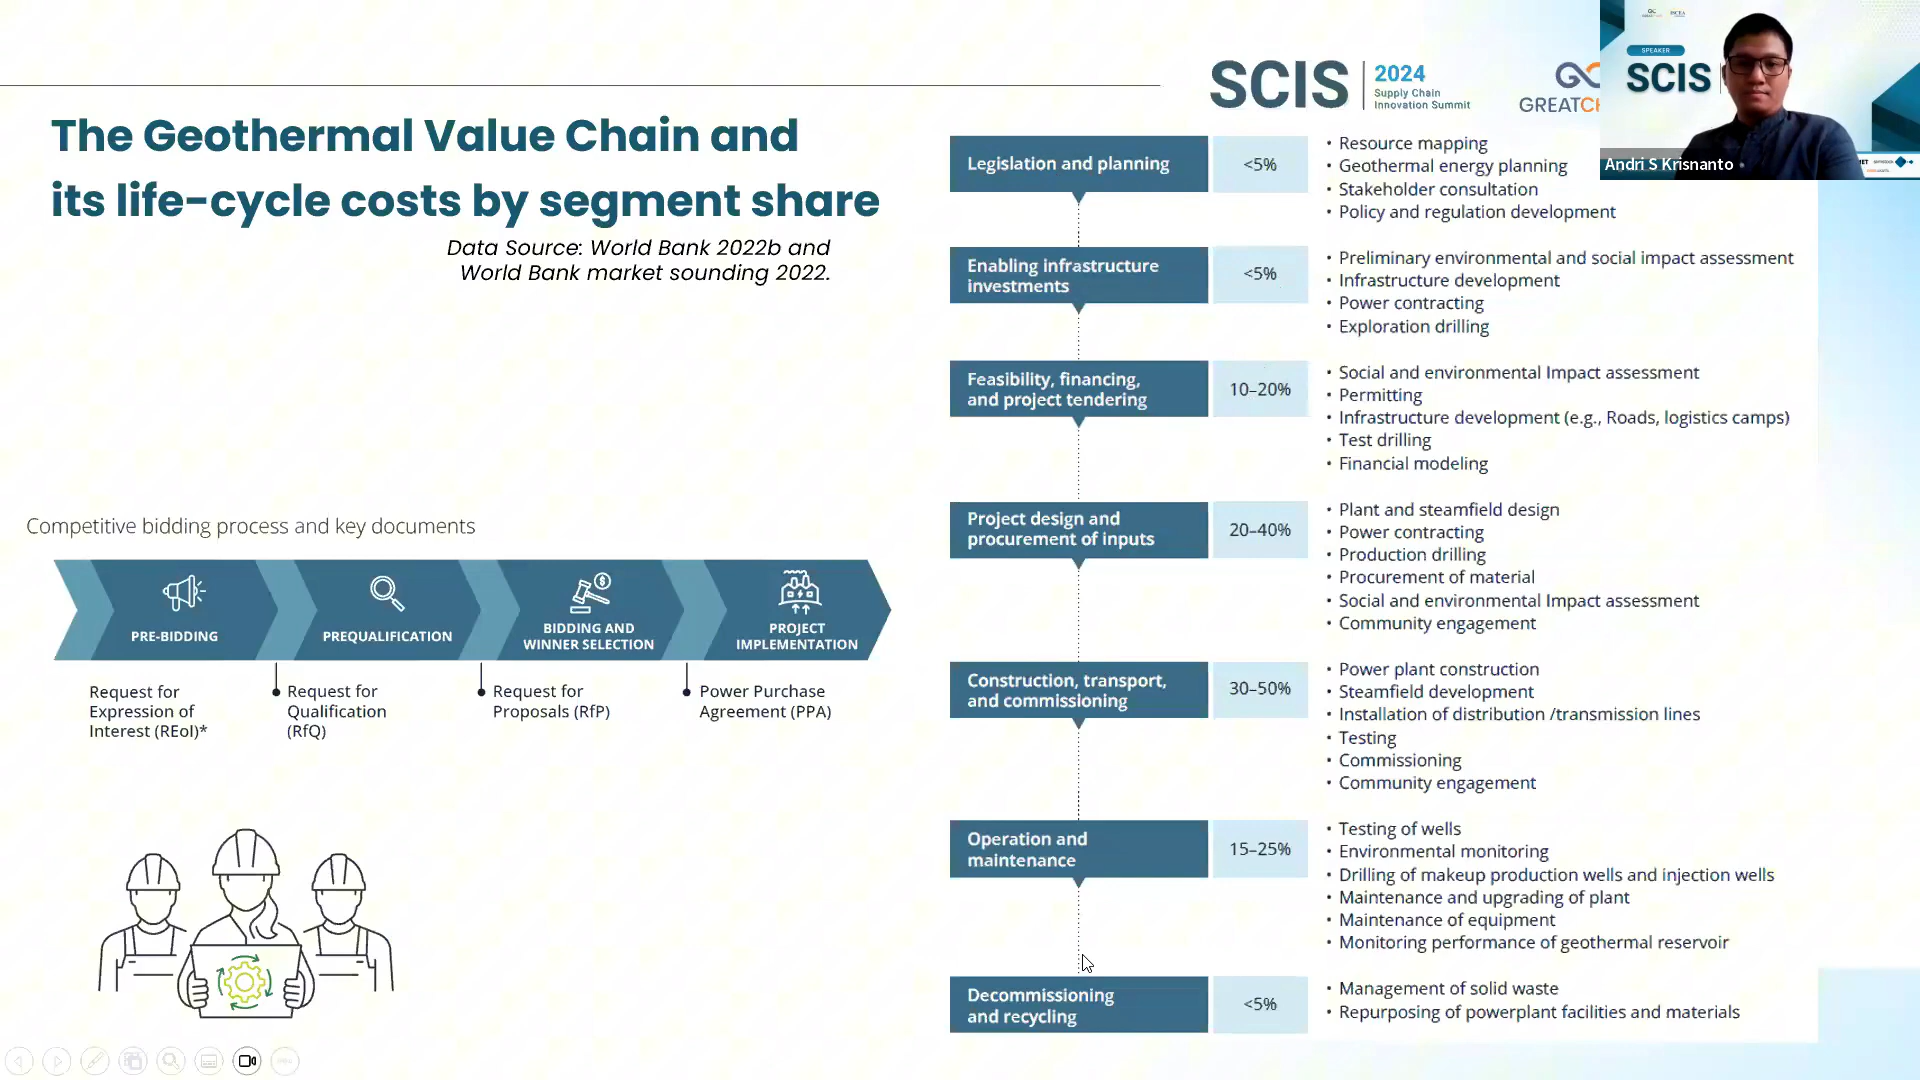 The Geothermal Value Chain and
its life-cycle costs by segment share
Data Source: World Bank 2022b and
World Bank market sounding 2022.
Competitive bidding process and key documents
PRE-BIDDING
PREQUALIFICATION
BIDDING AND
WINNER SELECTION
PROJECT
IMPLEMENTATION
Request for
Expression of
Interest (REoI)*
Request for
Qualification
(RfQ)
Request for
Proposals (RfP)
Power Purchase
Agreement (PPA)
SCIS 2024
Supply Chain
Innovation Summit
SPEAKER
SCIS
Andri S Krisnanto
Legislation and planning
<5%
• Resource mapping
• Geothermal energy planning
• Stakeholder consultation
• Policy and regulation development
Enabling infrastructure
investments
<5%
• Preliminary environmental and social impact assessment
• Infrastructure development
• Power contracting
• Exploration drilling
Feasibility, financing,
and project tendering
10–20%
• Social and environmental Impact assessment
• Permitting
• Infrastructure development (e.g., Roads, logistics camps)
• Test drilling
• Financial modeling
Project design and
procurement of inputs
20–40%
• Plant and steamfield design
• Power contracting
• Production drilling
• Procurement of material
• Social and environmental Impact assessment
• Community engagement
Construction, transport,
and commissioning
30–50%
• Power plant construction
• Steamfield development
• Installation of distribution /transmission lines
• Testing
• Commissioning
• Community engagement
Operation and
maintenance
15–25%
• Testing of wells
• Environmental monitoring
• Drilling of makeup production wells and injection wells
• Maintenance and upgrading of plant
• Maintenance of equipment
• Monitoring performance of geothermal reservoir
Decommissioning
and recycling
<5%
• Management of solid waste
• Repurposing of powerplant facilities and materials